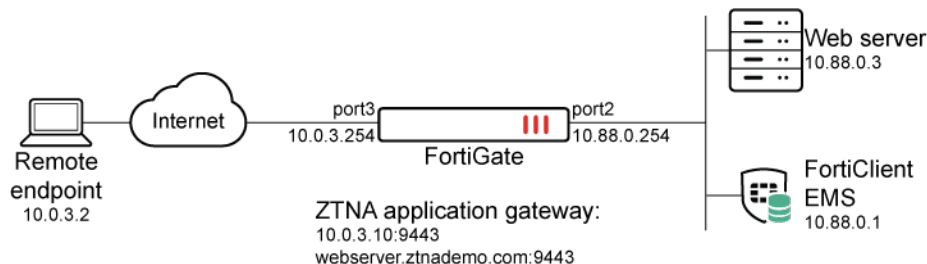 Remote
endpoint
10.0.3.2
Internet
port3
10.0.3.254
FortiGate
port2
10.88.0.254
ZTNA application gateway:
10.0.3.10:9443
webserver.ztnademo.com:9443
Web server
10.88.0.3
FortiClient
EMS
10.88.0.1